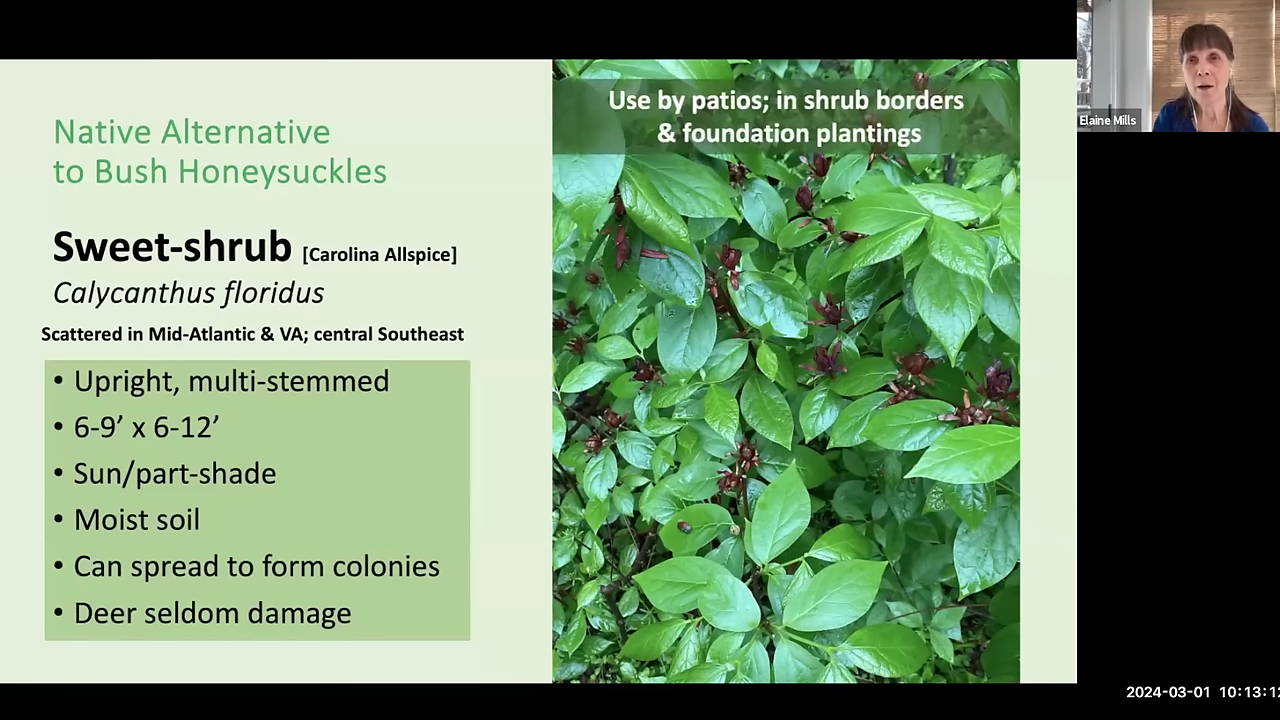 Native Alternative
to Bush Honeysuckles
Sweet-shrub [Carolina Allspice]
Calycanthus floridus
Scattered in Mid-Atlantic & VA; central Southeast
• Upright, multi-stemmed
• 6-9’ x 6-12’
• Sun/part-shade
• Moist soil
• Can spread to form colonies
• Deer seldom damage
Use by patios; in shrub borders
& foundation plantings
Elaine Mills
2024-03-01 10:13:12